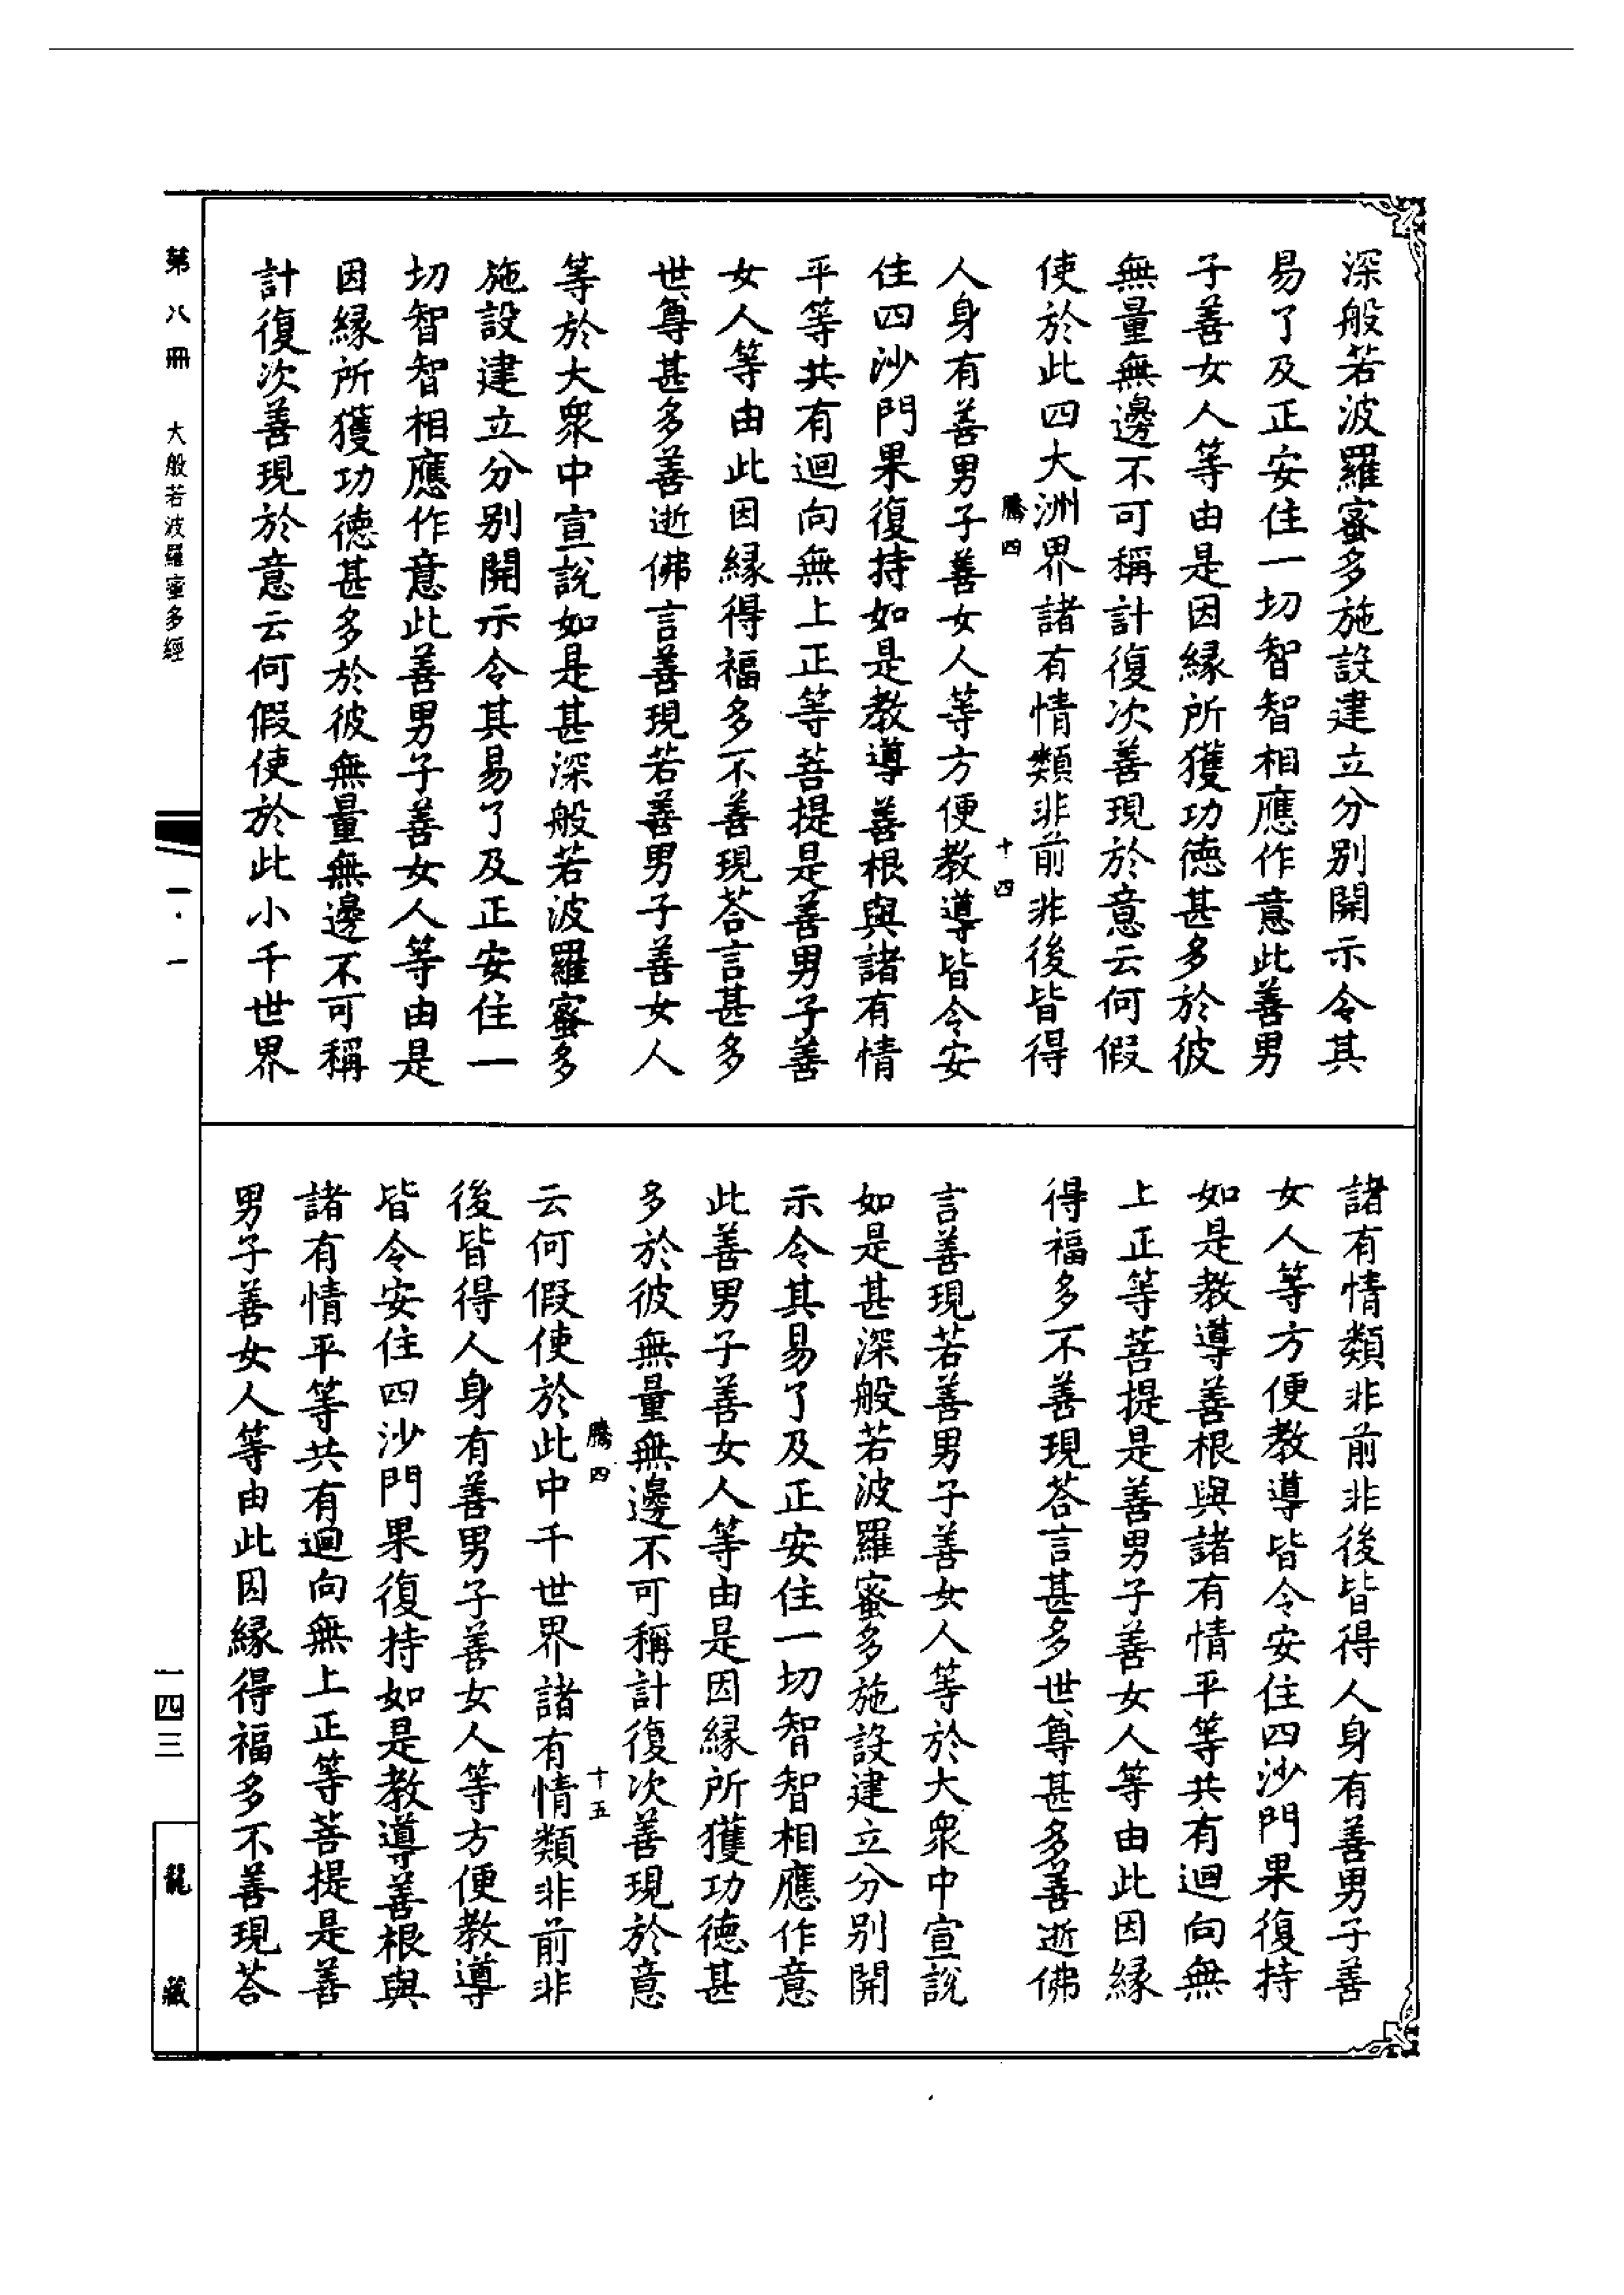 深般若波羅蜜多施設建立分别開示令其
易了及正安住一切智智相應作意此善男
子善女人等由是因緣所獲功德甚多於彼
無量無邊不可稱計復次善現於意云何假
使於此四大洲界諸有情類非前非後皆得
騰四 十四
人身有善男子善女人等方便教導皆令安
住四沙門果復持如是教導善根與諸有情
平等共有迴向無上正等菩提是善男子善
女人等由此因緣得福多不善現荅言甚多
世尊甚多善逝佛言善現若善男子善女人
等於大衆中宣說如是甚深般若波羅蜜多
施設建立分别開示令其易了及正安住一
切智智相應作意此善男子善女人等由是
因緣所獲功德甚多於彼無量無邊不可稱
計復次善現於意云何假使於此小千世界
諸有情類非前非後皆得人身有善男子善
女人等方便教導皆令安住四沙門果復持
如是教導善根與諸有情平等共有迴向無
上正等菩提是善男子善女人等由此因緣
得福多不善現荅言甚多世尊甚多善逝佛
言善現若善男子善女人等於大衆中宣說
如是甚深般若波羅蜜多施設建立分别開
示令其易了及正安住一切智智相應作意
此善男子善女人等由是因緣所獲功德甚
多於彼無量無邊不可稱計復次善現於意
騰四 十五
云何假使於此中千世界諸有情類非前非
後皆得人身有善男子善女人等方便教導
皆令安住四沙門果復持如是教導善根與
諸有情平等共有迴向無上正等菩提是善
男子善女人等由此因緣得福多不善現荅
第八冊 大般若波羅蜜多經
一·一
一四三
龍藏